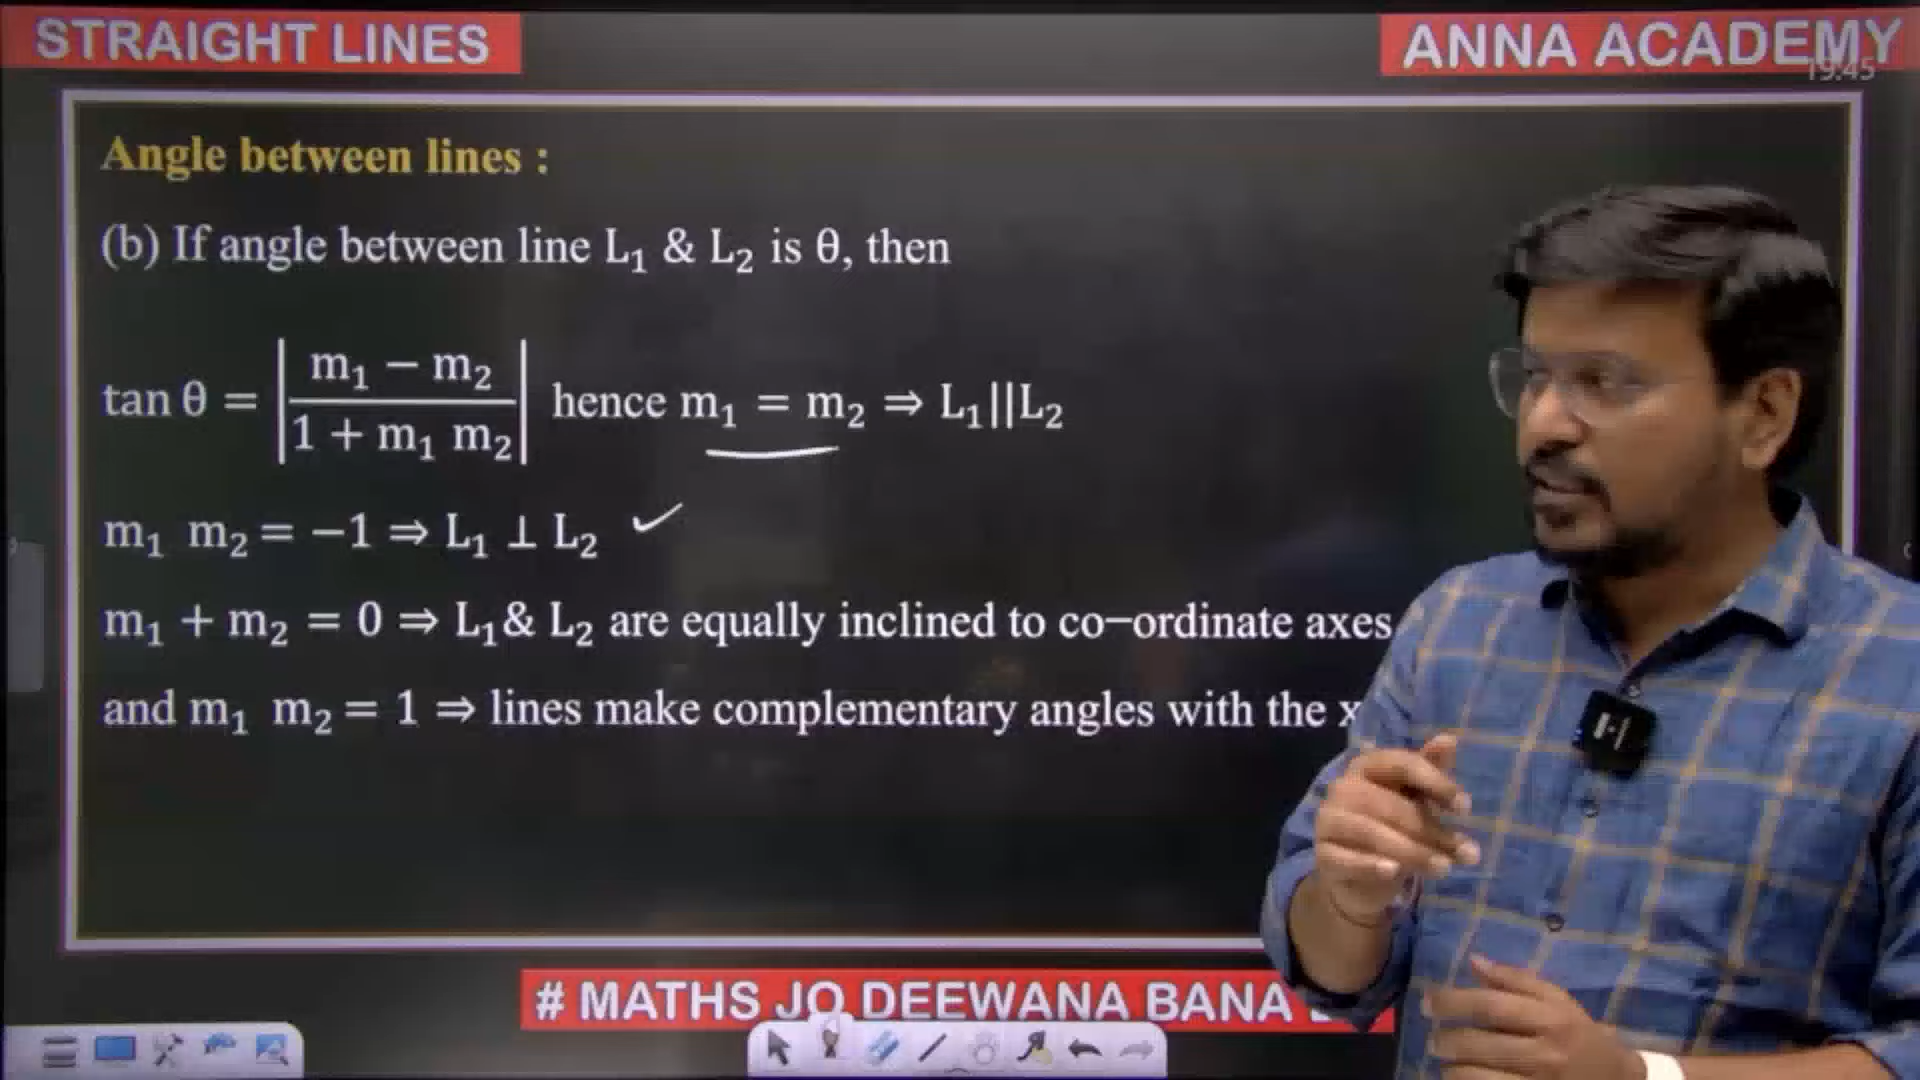 STRAIGHT LINES
ANNA ACADEMY
19:45
Angle between lines :
(b) If angle between line L₁ & L₂ is θ, then
tan θ = |(m₁ − m₂)/(1 + m₁ m₂)| hence m₁ = m₂ ⇒ L₁||L₂
m₁ m₂ = −1 ⇒ L₁ ⊥ L₂ ✓
m₁ + m₂ = 0 ⇒ L₁& L₂ are equally inclined to co−ordinate axes
and m₁ m₂ = 1 ⇒ lines make complementary angles with the x
# MATHS JO DEEWANA BANA